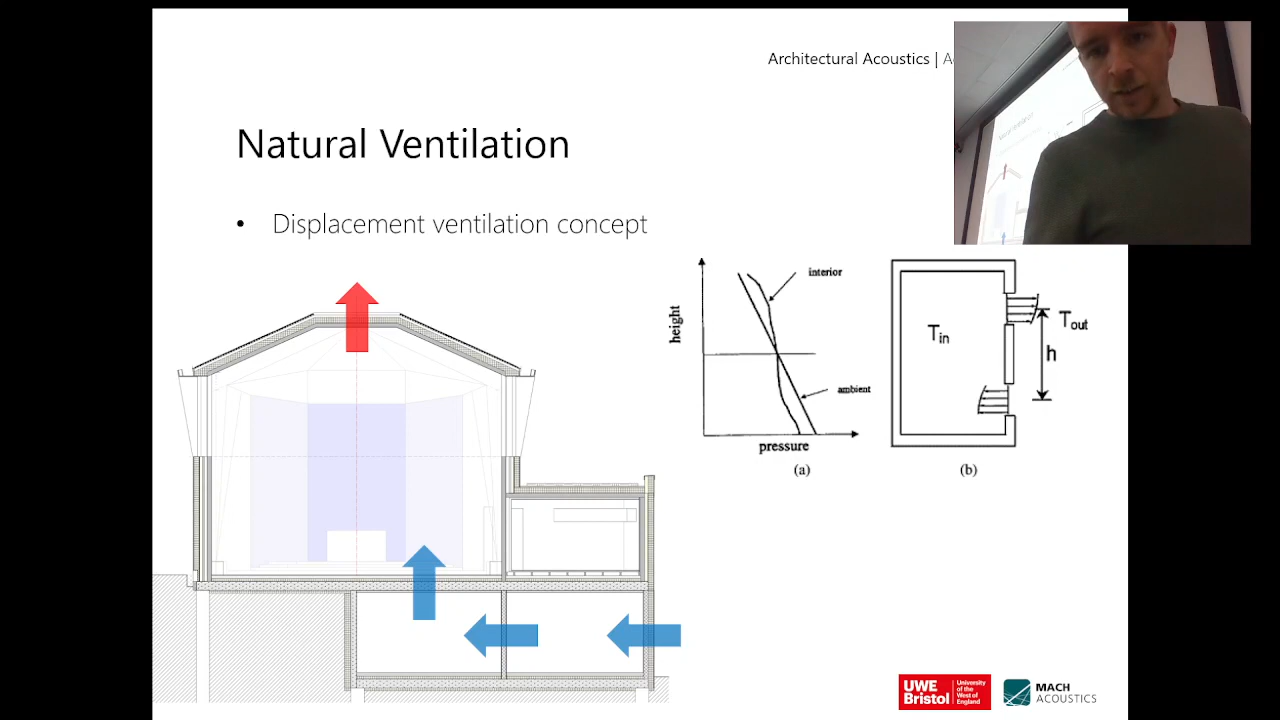 Architectural Acoustics | A
Natural Ventilation
• Displacement ventilation concept
height
interior
ambient
pressure
(a)
T_in
T_out
h
(b)
UWE
Bristol
University
of the
West of
England
MACH
ACOUSTICS